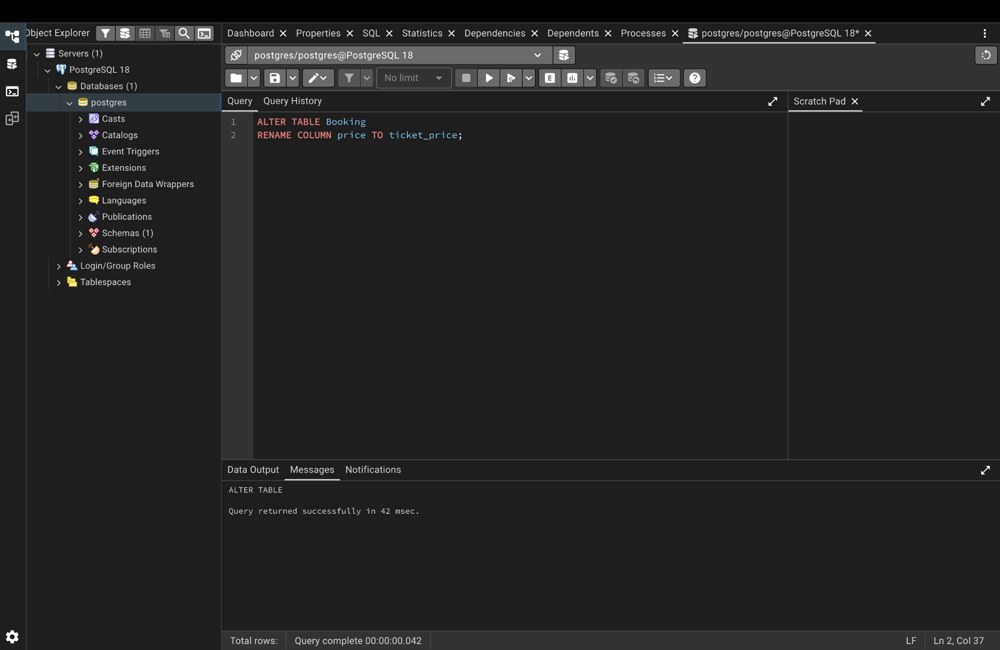 Object Explorer
Dashboard Properties SQL Statistics Dependencies Dependents Processes postgres/postgres@PostgreSQL 18*
Servers (1)
PostgreSQL 18
Databases (1)
postgres
Casts
Catalogs
Event Triggers
Extensions
Foreign Data Wrappers
Languages
Publications
Schemas (1)
Subscriptions
Login/Group Roles
Tablespaces
postgres/postgres@PostgreSQL 18
No limit E
Query Query History
Scratch Pad
1 ALTER TABLE Booking
2 RENAME COLUMN price TO ticket_price;
Data Output Messages Notifications
ALTER TABLE
Query returned successfully in 42 msec.
Total rows: Query complete 00:00:00.042 LF Ln 2, Col 37